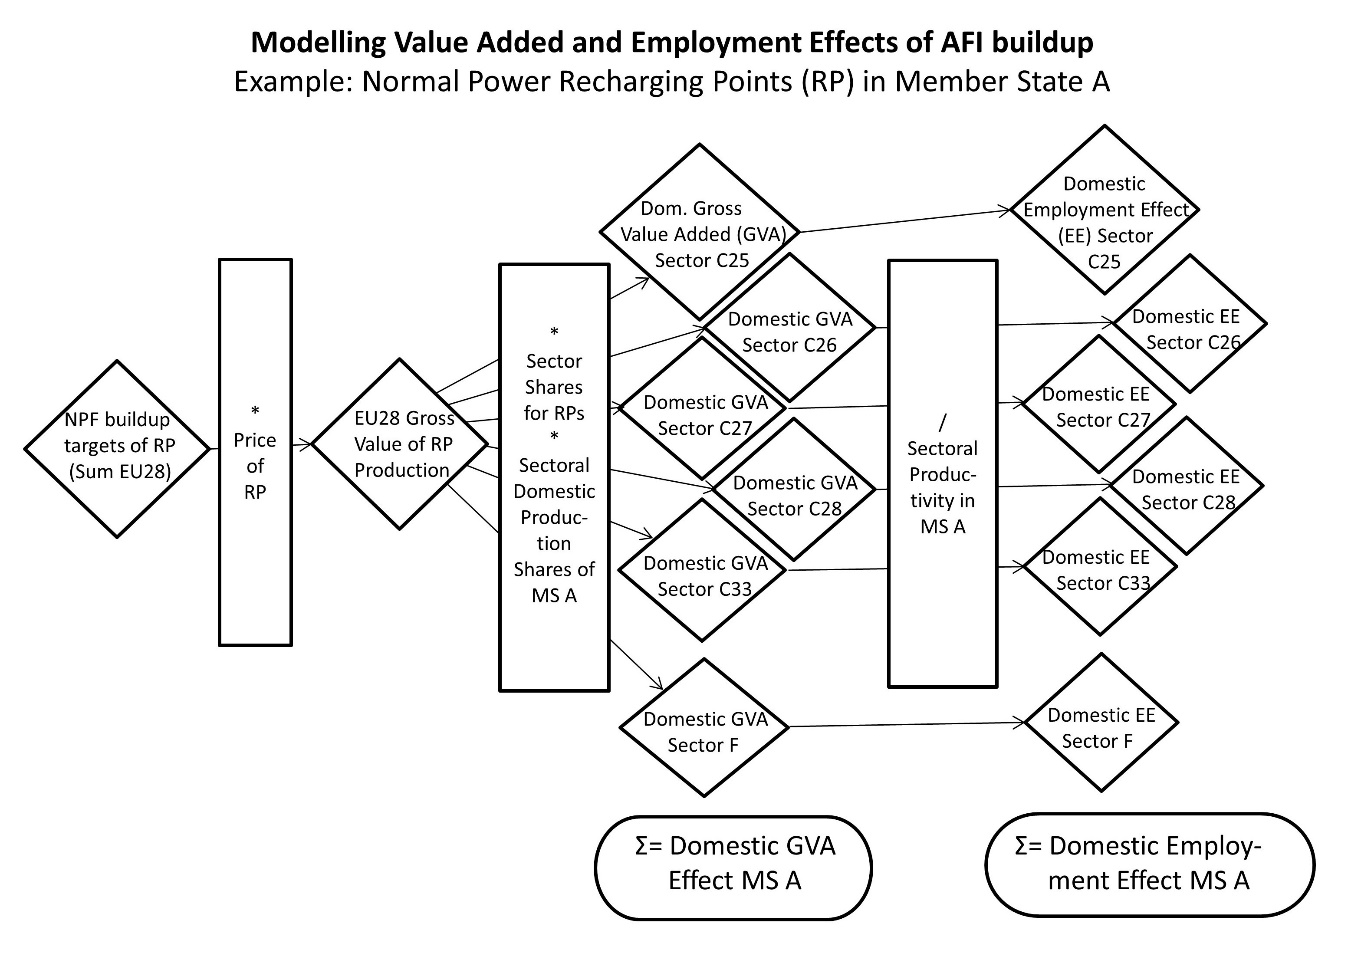 Modelling Value Added and Employment Effects of AFI buildup
Example: Normal Power Recharging Points (RP) in Member State A
NPF buildup
targets of RP
(Sum EU28)
*
Price
of
RP
EU28 Gross
Value of RP
Production
*
Sector
Shares
for RPs
*
Sectoral
Domestic
Produc-
tion
Shares of
MS A
Dom. Gross
Value Added (GVA)
Sector C25
Domestic GVA
Sector C26
Domestic GVA
Sector C27
Domestic GVA
Sector C28
Domestic GVA
Sector C33
Domestic GVA
Sector F
/
Sectoral
Produc-
tivity in
MS A
Domestic
Employment Effect
(EE) Sector
C25
Domestic EE
Sector C26
Domestic EE
Sector C27
Domestic EE
Sector C28
Domestic EE
Sector C33
Domestic EE
Sector F
Σ= Domestic GVA
Effect MS A
Σ= Domestic Employ-
ment Effect MS A